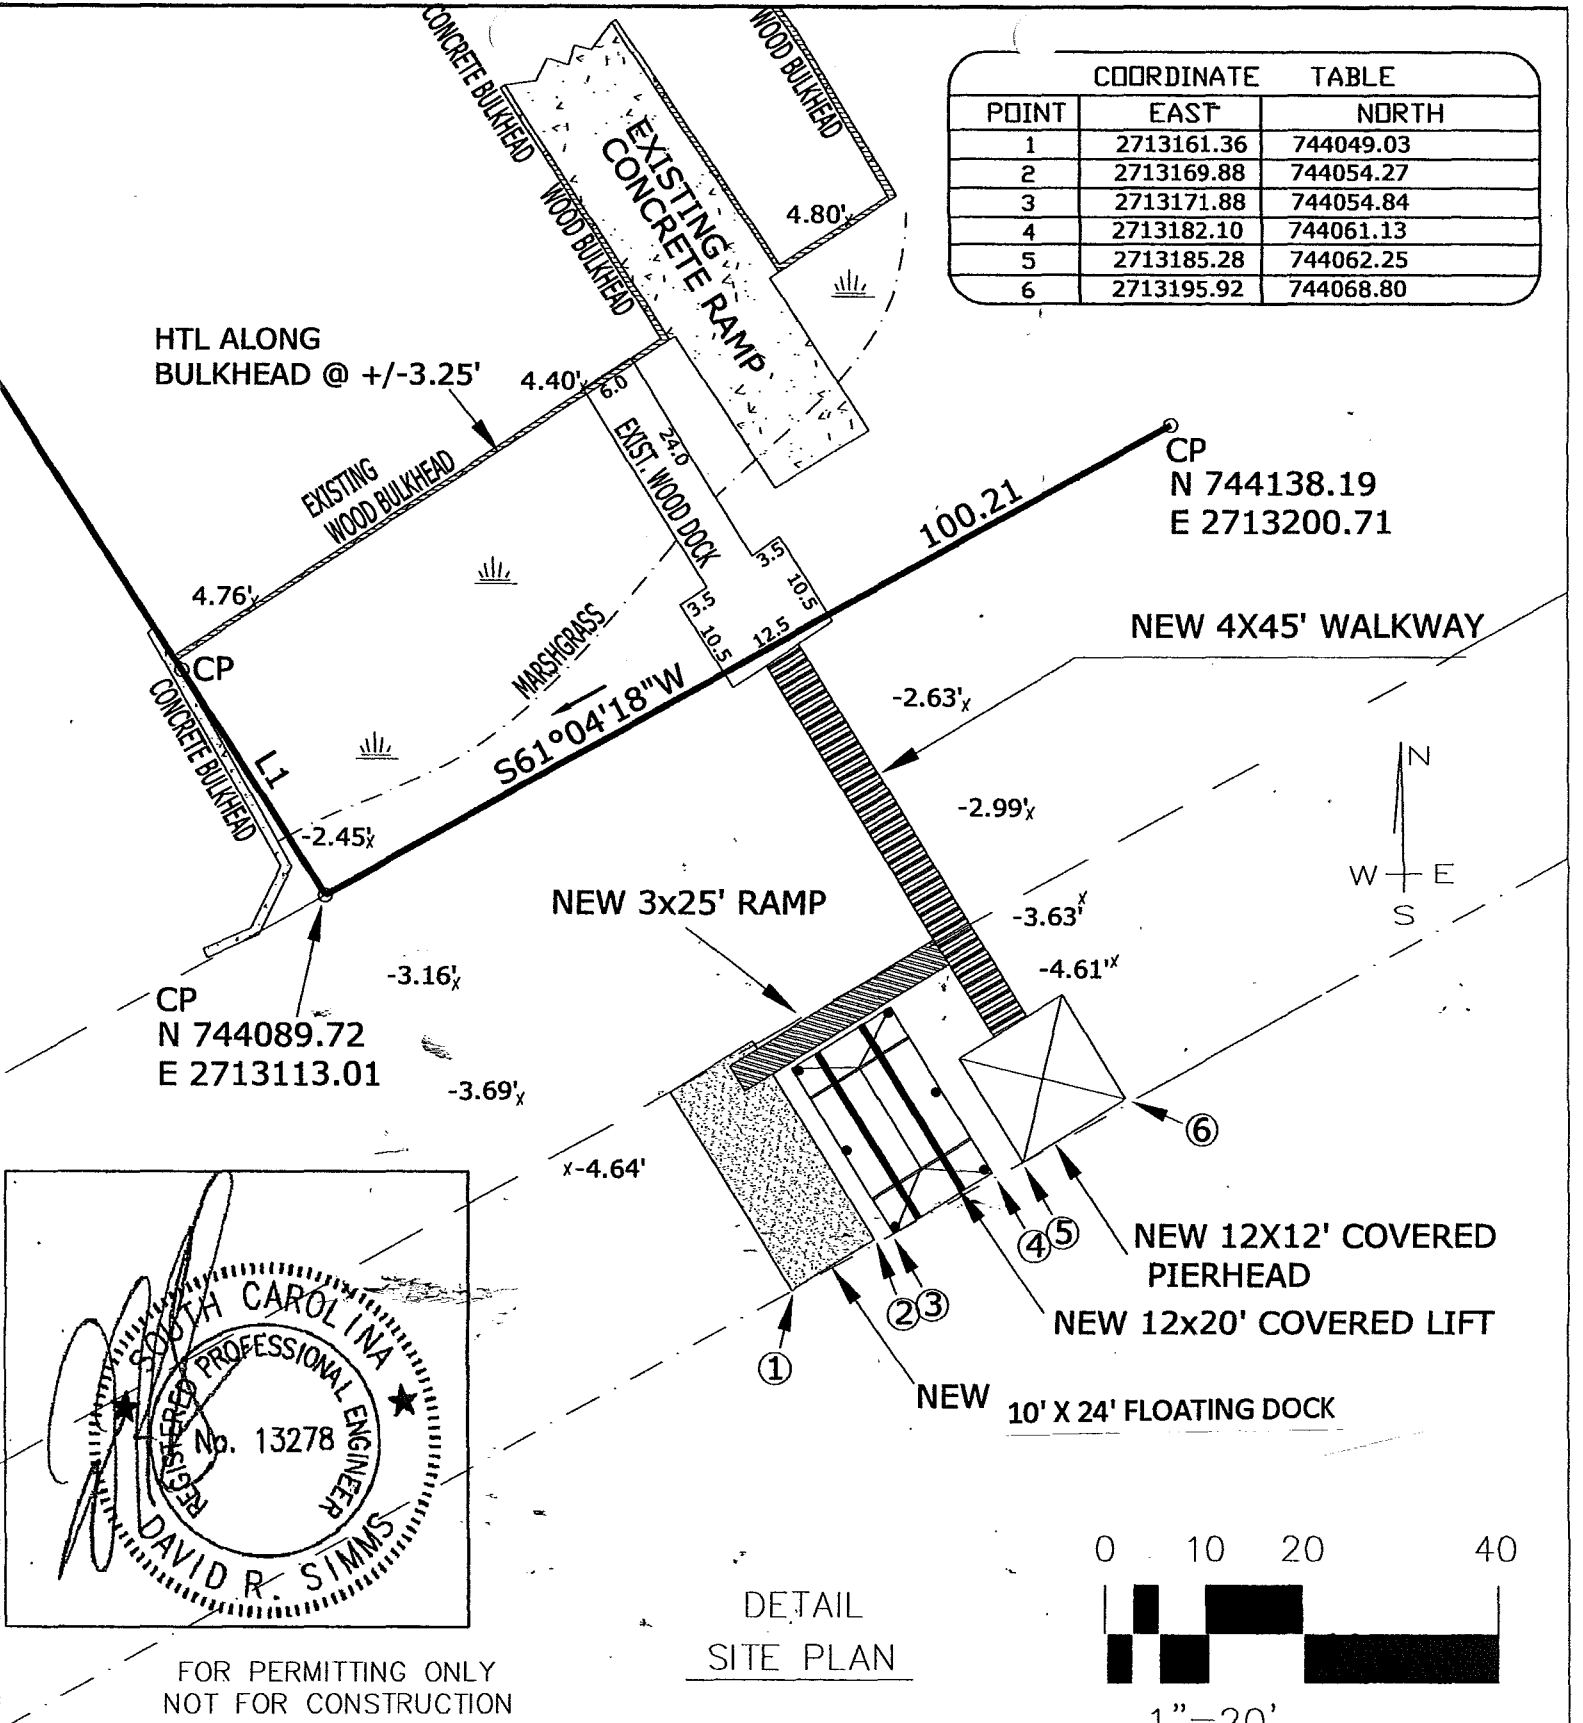 CONCRETE BULKHEAD
WOOD BULKHEAD
COORDINATE TABLE
POINT EAST NORTH
1 2713161.36 744049.03
2 2713169.88 744054.27
3 2713171.88 744054.84
4 2713182.10 744061.13
5 2713185.28 744062.25
6 2713195.92 744068.80
EXISTING
CONCRETE RAMP
WOOD BULKHEAD
4.80'x
HTL ALONG
BULKHEAD @ +/-3.25'
4.40'x
6.0
24.0
EXIST. WOOD DOCK
EXISTING
WOOD BULKHEAD
CP
N 744138.19
E 2713200.71
100.21
4.76'x
3.5
10.5
3.5
10.5
12.5
MARSHGRASS
NEW 4X45' WALKWAY
CP
CONCRETE BULKHEAD
L1
S61°04'18"W
-2.63'x
-2.99'x
-2.45'x
N
W E
S
NEW 3x25' RAMP
-3.63'x
-4.61'x
-3.16'x
CP
N 744089.72
E 2713113.01
-3.69'x
x-4.64'
6
5
4
3
2
1
NEW 12X12' COVERED
PIERHEAD
NEW 12x20' COVERED LIFT
NEW 10' X 24' FLOATING DOCK
SOUTH CAROLINA
REGISTERED PROFESSIONAL ENGINEER
No. 13278
DAVID R. SIMMS
0 10 20 40
DETAIL
SITE PLAN
FOR PERMITTING ONLY
NOT FOR CONSTRUCTION
1"=20'